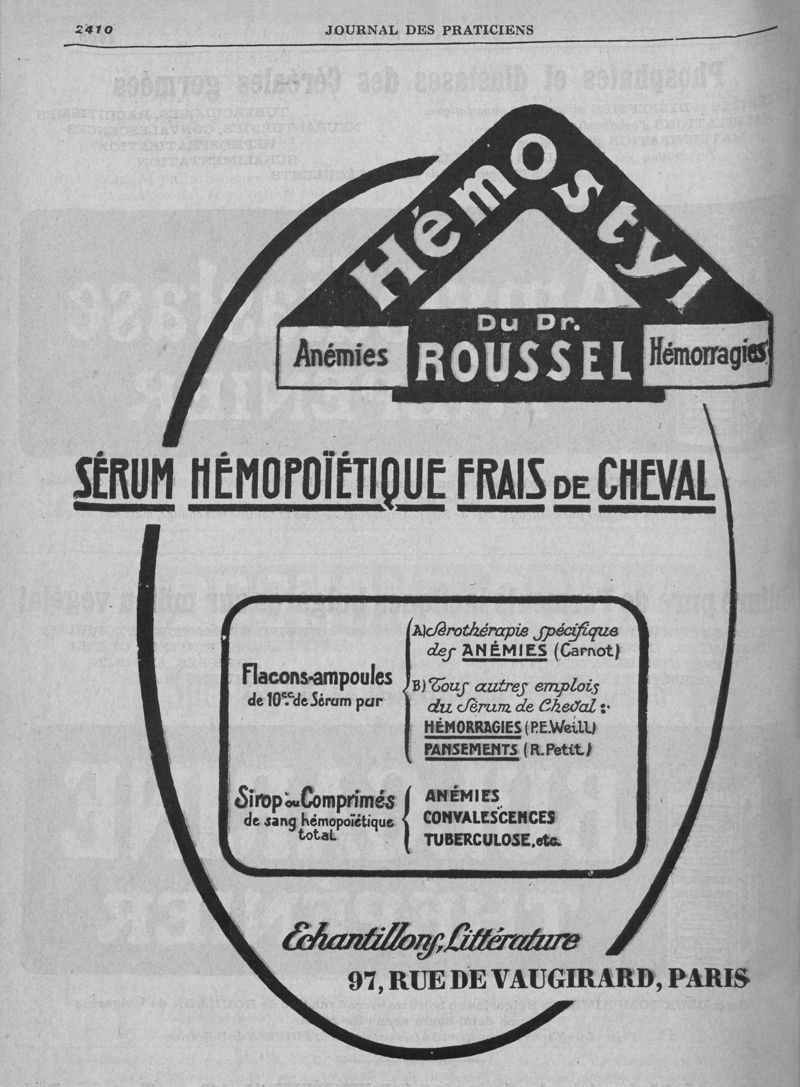 2410
JOURNAL DES PRATICIENS
Hémostyl
Du Dr.
ROUSSEL
Anémies
Hémorragies
SÉRUM HÉMOPOÏÉTIQUE FRAIS DE CHEVAL
Flacons-ampoules
de 10cc. de Sérum pur
A) Sérothérapie spécifique
des ANÉMIES (Carnot)
B) Tous autres emplois
du Sérum de Cheval :
HÉMORRAGIES (P.E. Weill)
PANSEMENTS (R. Petit)
Sirop ou Comprimés
de sang hémopoïétique
total
ANÉMIES
CONVALESCENCES
TUBERCULOSE, etc.
Echantillons, Littérature
97, RUE DE VAUGIRARD, PARIS